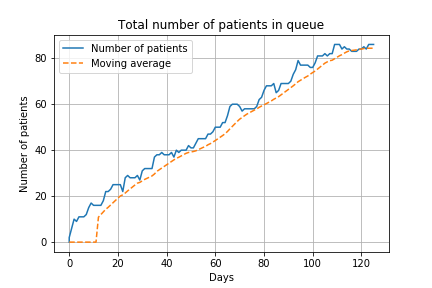 Total number of patients in queue
Number of patients
Moving average
Number of patients
80
60
40
20
0
0 20 40 60 80 100 120
Days